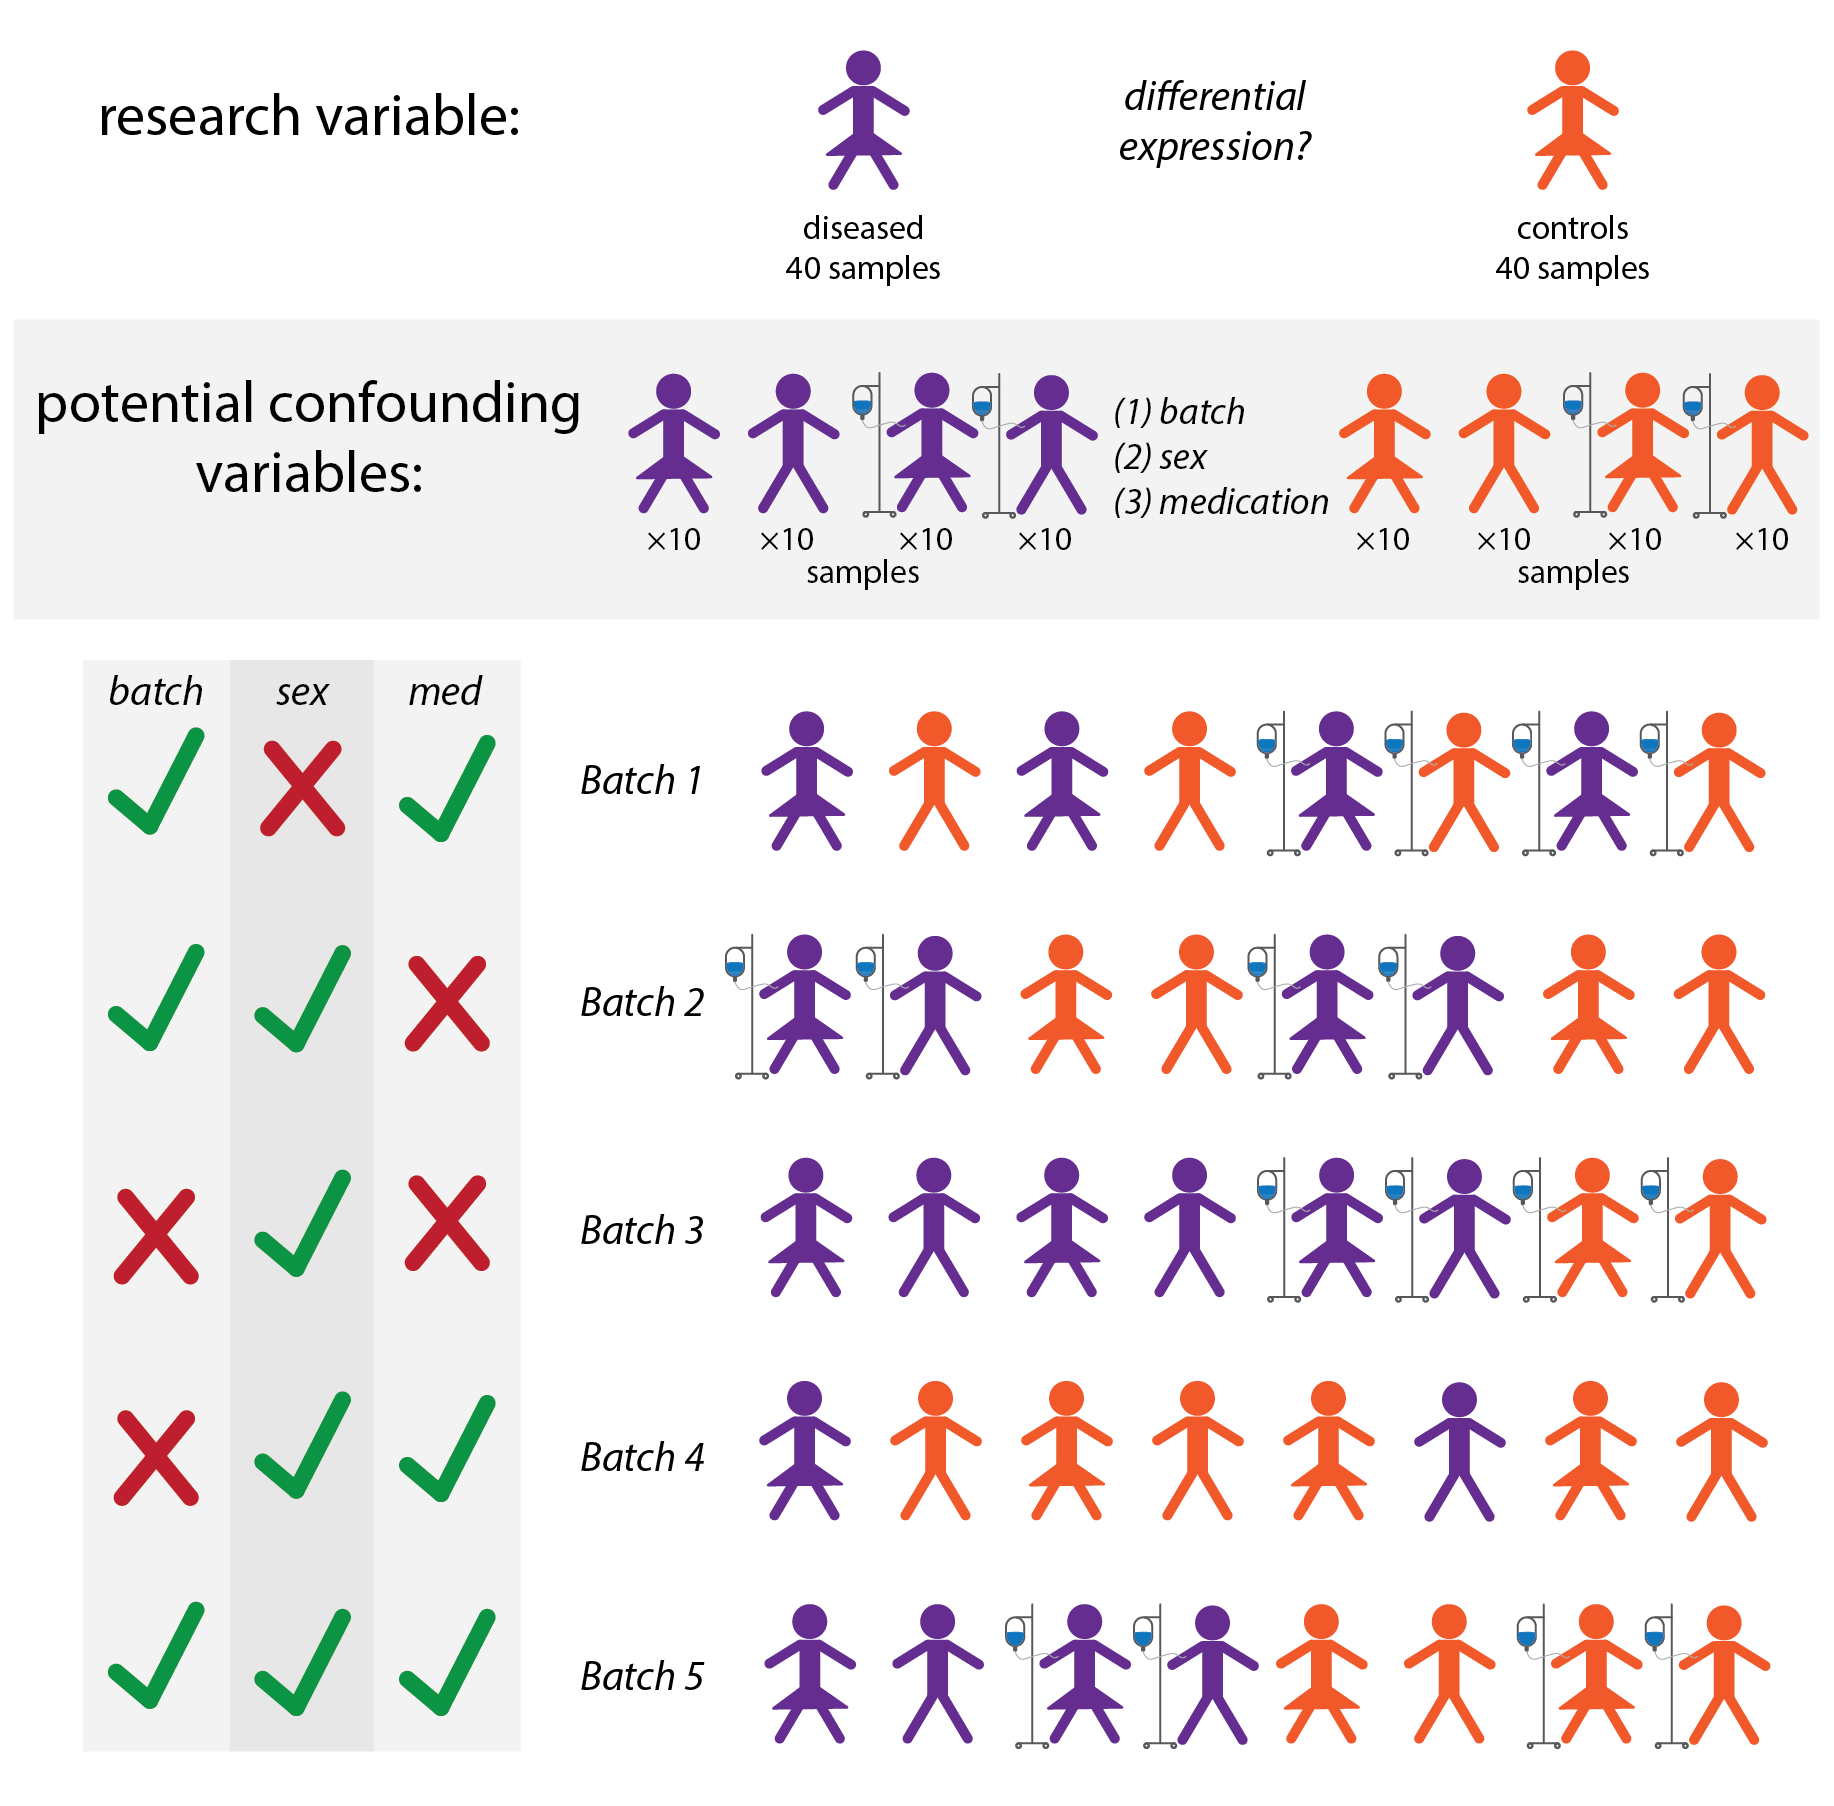 research variable:
differential
expression?
diseased
40 samples
controls
40 samples
potential confounding
variables:
(1) batch
(2) sex
(3) medication
×10
×10
×10
×10
samples
×10
×10
×10
×10
samples
batch
sex
med
Batch 1
Batch 2
Batch 3
Batch 4
Batch 5